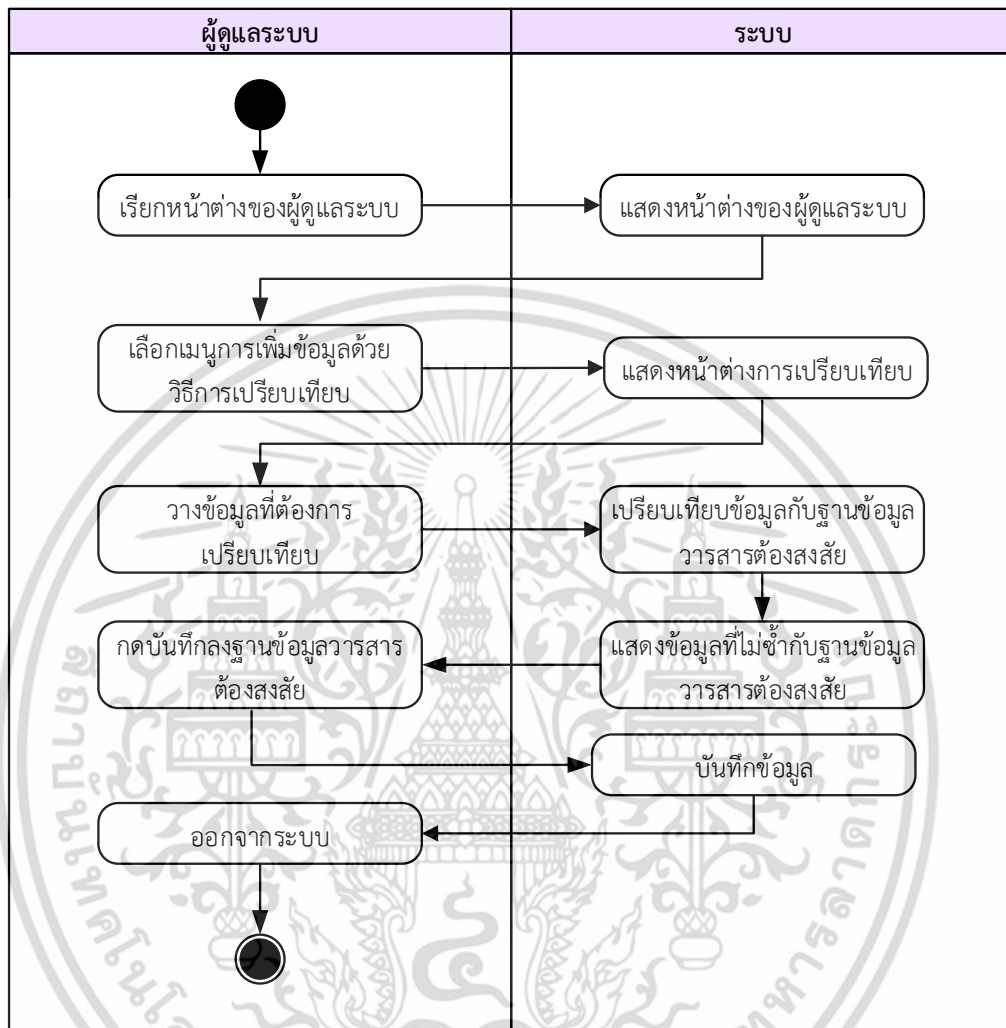 ผู้ดูแลระบบ
ระบบ
เรียกหน้าต่างของผู้ดูแลระบบ
แสดงหน้าต่างของผู้ดูแลระบบ
เลือกเมนูการเพิ่มข้อมูลด้วย
วิธีการเปรียบเทียบ
แสดงหน้าต่างการเปรียบเทียบ
วางข้อมูลที่ต้องการ
เปรียบเทียบ
เปรียบเทียบข้อมูลกับฐานข้อมูล
วารสารต้องสงสัย
แสดงข้อมูลที่ไม่ซ้ำกับฐานข้อมูล
วารสารต้องสงสัย
กดบันทึกลงฐานข้อมูลวารสาร
ต้องสงสัย
บันทึกข้อมูล
ออกจากระบบ